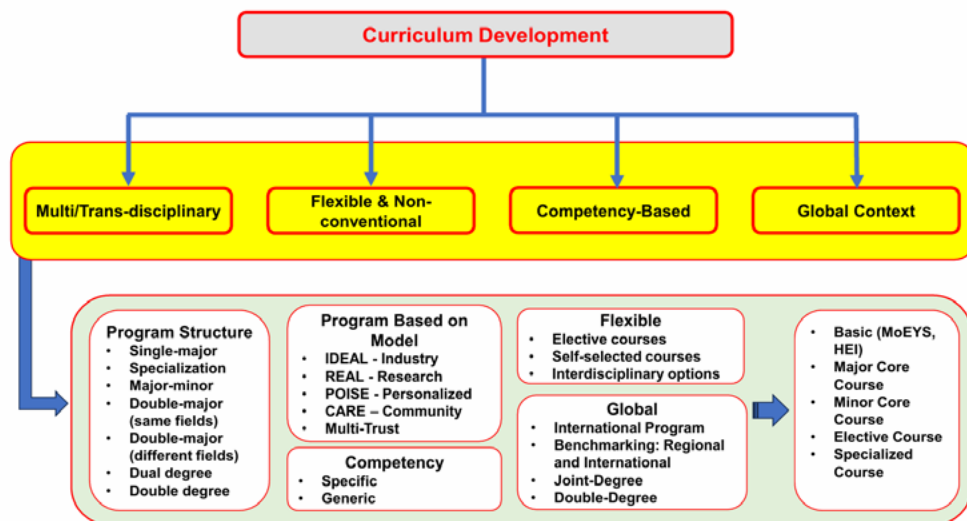 Curriculum Development
Multi/Trans-disciplinary
Flexible & Non-
conventional
Competency-Based
Global Context
Program Structure
• Single-major
• Specialization
• Major-minor
• Double-major
(same fields)
• Double-major
(different fields)
• Dual degree
• Double degree
Program Based on
Model
• IDEAL - Industry
• REAL - Research
• POISE - Personalized
• CARE – Community
• Multi-Trust
Competency
• Specific
• Generic
Flexible
• Elective courses
• Self-selected courses
• Interdisciplinary options
Global
• International Program
• Benchmarking: Regional
and International
• Joint-Degree
• Double-Degree
• Basic (MoEYS,
HEI)
• Major Core
Course
• Minor Core
Course
• Elective Course
• Specialized
Course